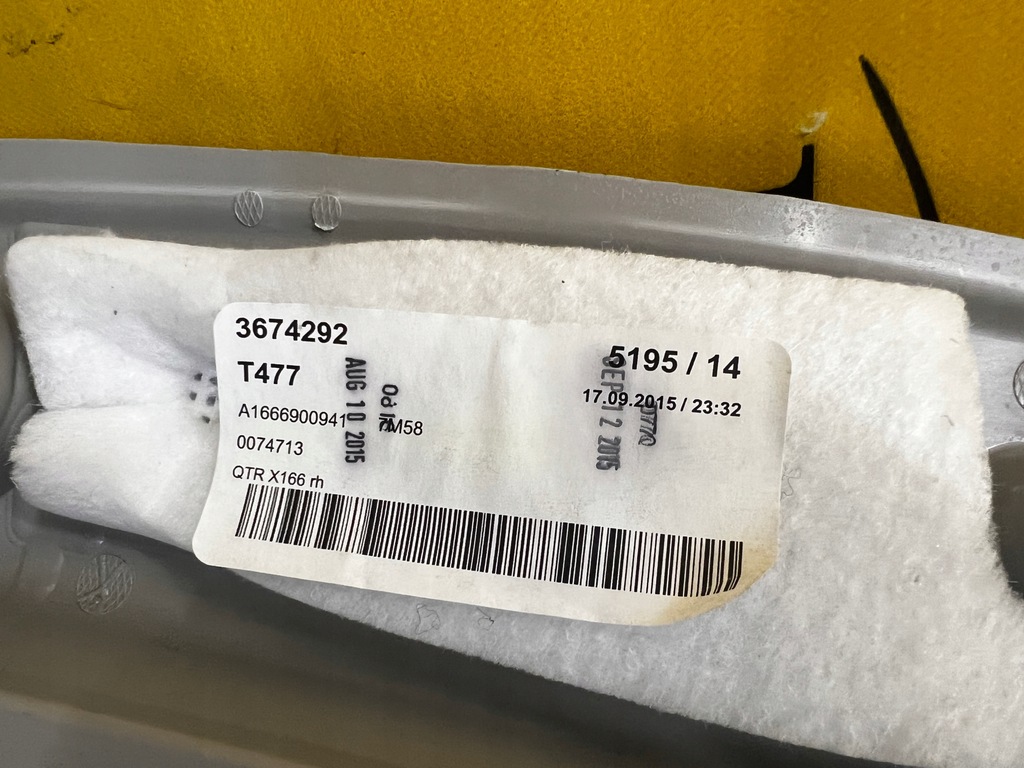 3674292
5195 / 14
T477
17.09.2015 / 23:32
A1666900941 7M58
0074713
QTR X166 rh
AUG 10 2015
SEP 12 2015